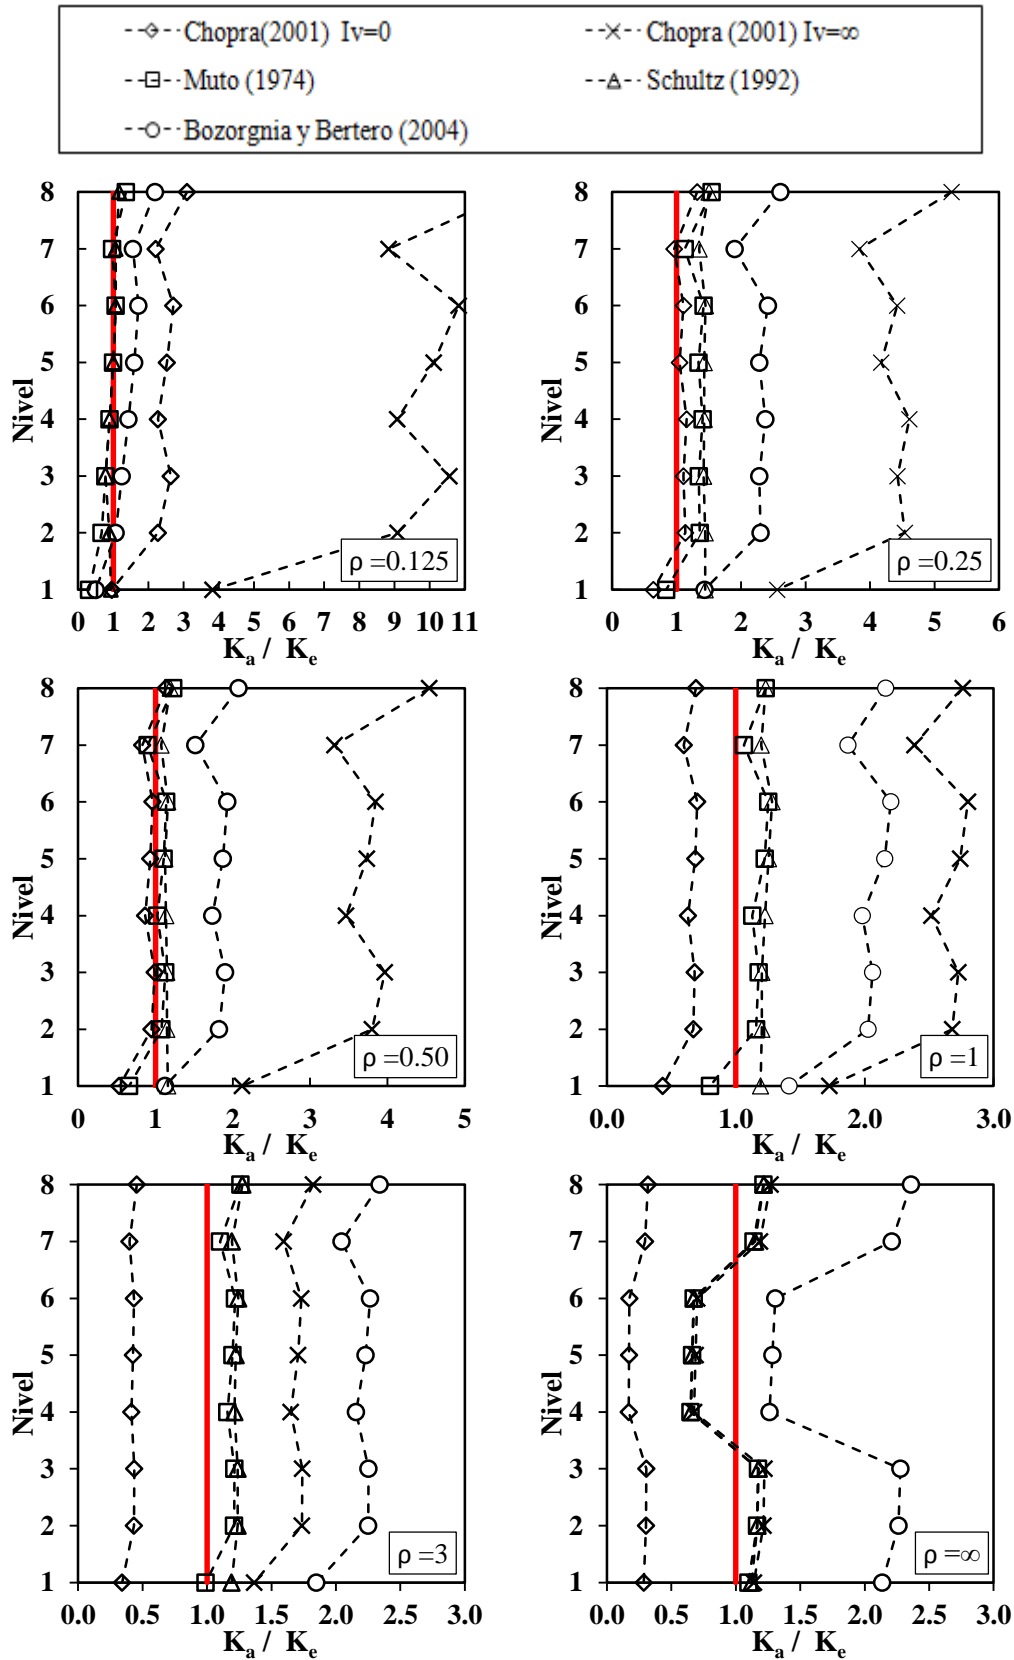 Chopra(2001) Iv=0
Chopra (2001) Iv=∞
Muto (1974)
Schultz (1992)
Bozorgnia y Bertero (2004)
8
7
6
5
4
3
2
1
Nivel
ρ =0.125
0 1 2 3 4 5 6 7 8 9 10 11
Ka / Ke
8
7
6
5
4
3
2
1
Nivel
ρ =0.25
0 1 2 3 4 5 6
Ka / Ke
8
7
6
5
4
3
2
1
Nivel
ρ =0.50
0 1 2 3 4 5
Ka / Ke
8
7
6
5
4
3
2
1
Nivel
ρ =1
0.0 1.0 2.0 3.0
Ka / Ke
8
7
6
5
4
3
2
1
Nivel
ρ =3
0.0 0.5 1.0 1.5 2.0 2.5 3.0
Ka / Ke
8
7
6
5
4
3
2
1
Nivel
ρ =∞
0.0 0.5 1.0 1.5 2.0 2.5 3.0
Ka / Ke